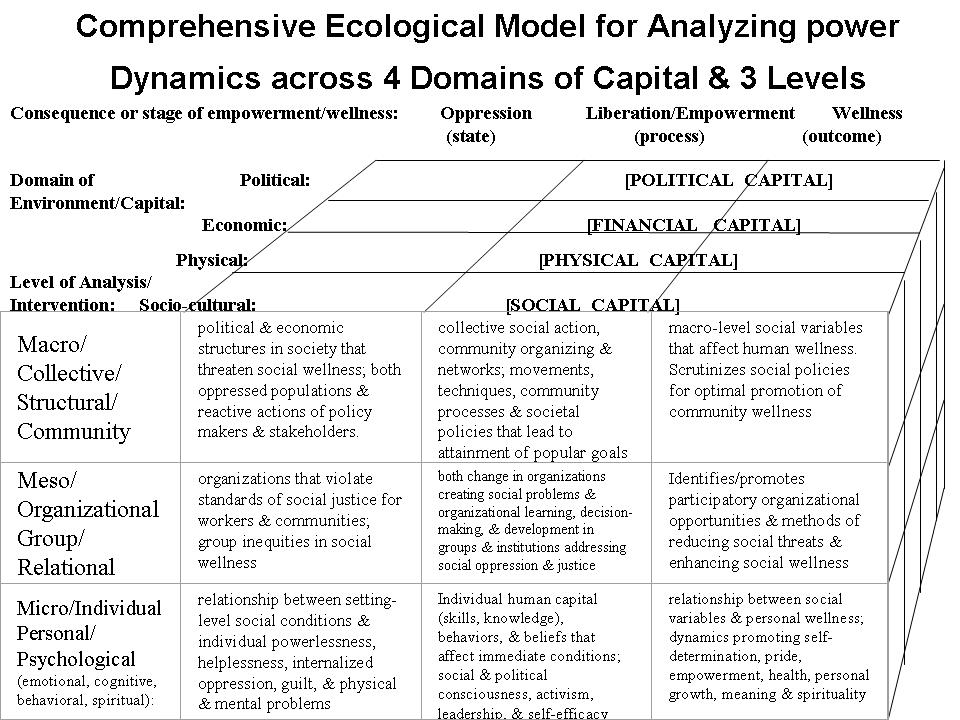 Comprehensive Ecological Model for Analyzing power
Dynamics across 4 Domains of Capital & 3 Levels
Consequence or stage of empowerment/wellness: Oppression Liberation/Empowerment Wellness
(state) (process) (outcome)
Domain of Political: [POLITICAL CAPITAL]
Environment/Capital:
Economic: [FINANCIAL CAPITAL]
Physical: [PHYSICAL CAPITAL]
Level of Analysis/
Intervention: Socio-cultural: [SOCIAL CAPITAL]
Macro/
Collective/
Structural/
Community
political & economic
structures in society that
threaten social wellness; both
oppressed populations &
reactive actions of policy
makers & stakeholders.
collective social action,
community organizing &
networks; movements,
techniques, community
processes & societal
policies that lead to
attainment of popular goals
macro-level social variables
that affect human wellness.
Scrutinizes social policies
for optimal promotion of
community wellness
Meso/
Organizational
Group/
Relational
organizations that violate
standards of social justice for
workers & communities;
group inequities in social
wellness
both change in organizations
creating social problems &
organizational learning, decision-
making, & development in
groups & institutions addressing
social oppression & justice
Identifies/promotes
participatory organizational
opportunities & methods of
reducing social threats &
enhancing social wellness
Micro/Individual
Personal/
Psychological
(emotional, cognitive,
behavioral, spiritual):
relationship between setting-
level social conditions &
individual powerlessness,
helplessness, internalized
oppression, guilt, & physical
& mental problems
Individual human capital
(skills, knowledge),
behaviors, & beliefs that
affect immediate conditions;
social & political
consciousness, activism,
leadership, & self-efficacy
relationship between social
variables & personal wellness;
dynamics promoting self-
determination, pride,
empowerment, health, personal
growth, meaning & spirituality